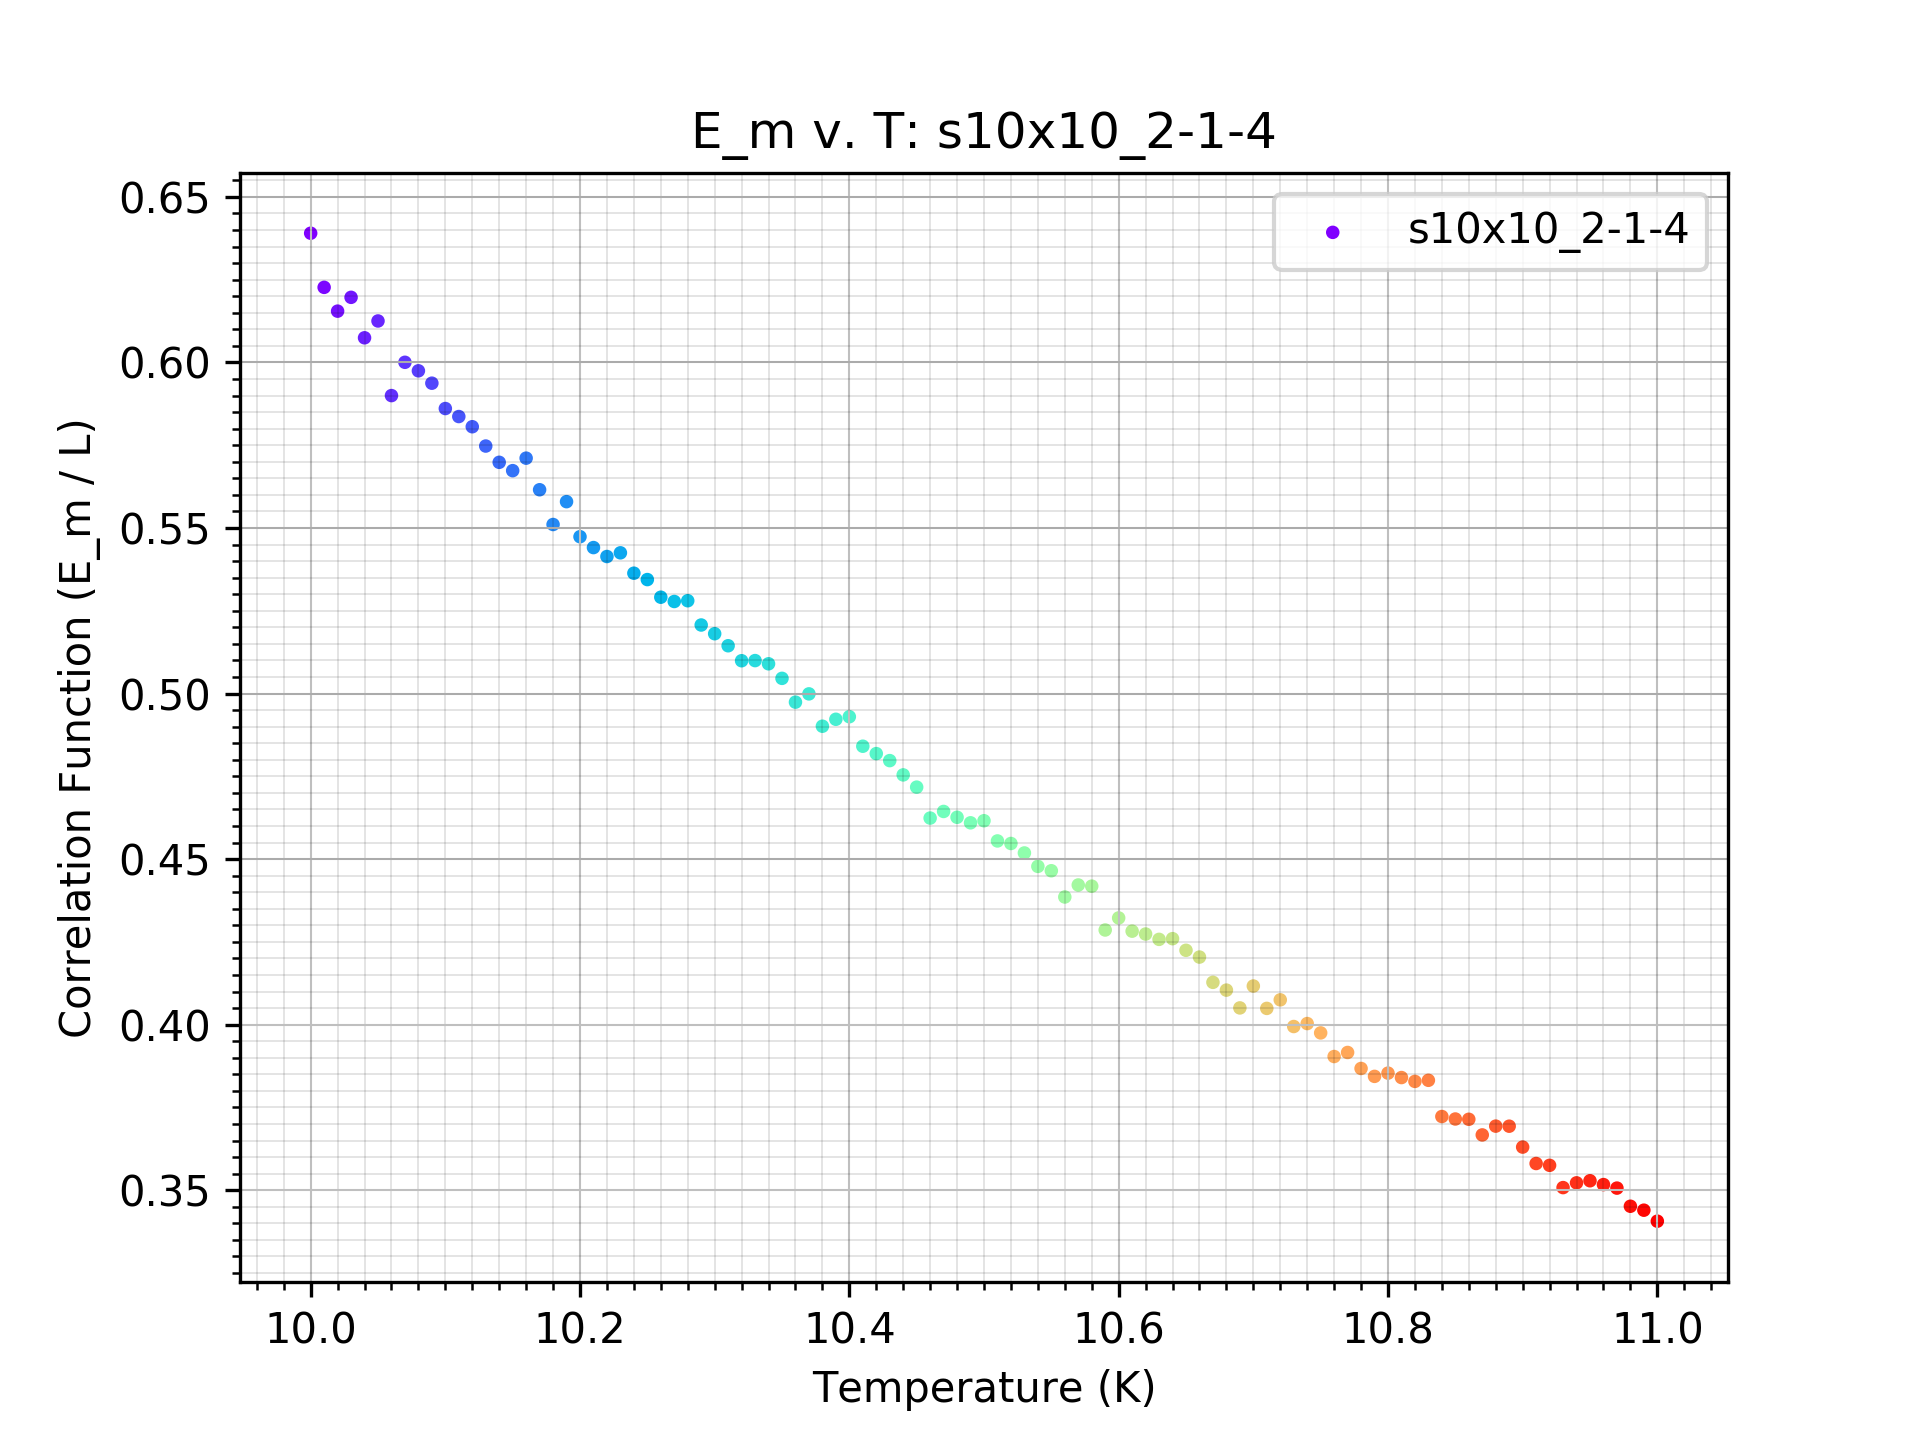 E_m v. T: s10x10_2-1-4
s10x10_2-1-4
Correlation Function (E_m / L)
0.65
0.60
0.55
0.50
0.45
0.40
0.35
10.0 10.2 10.4 10.6 10.8 11.0
Temperature (K)